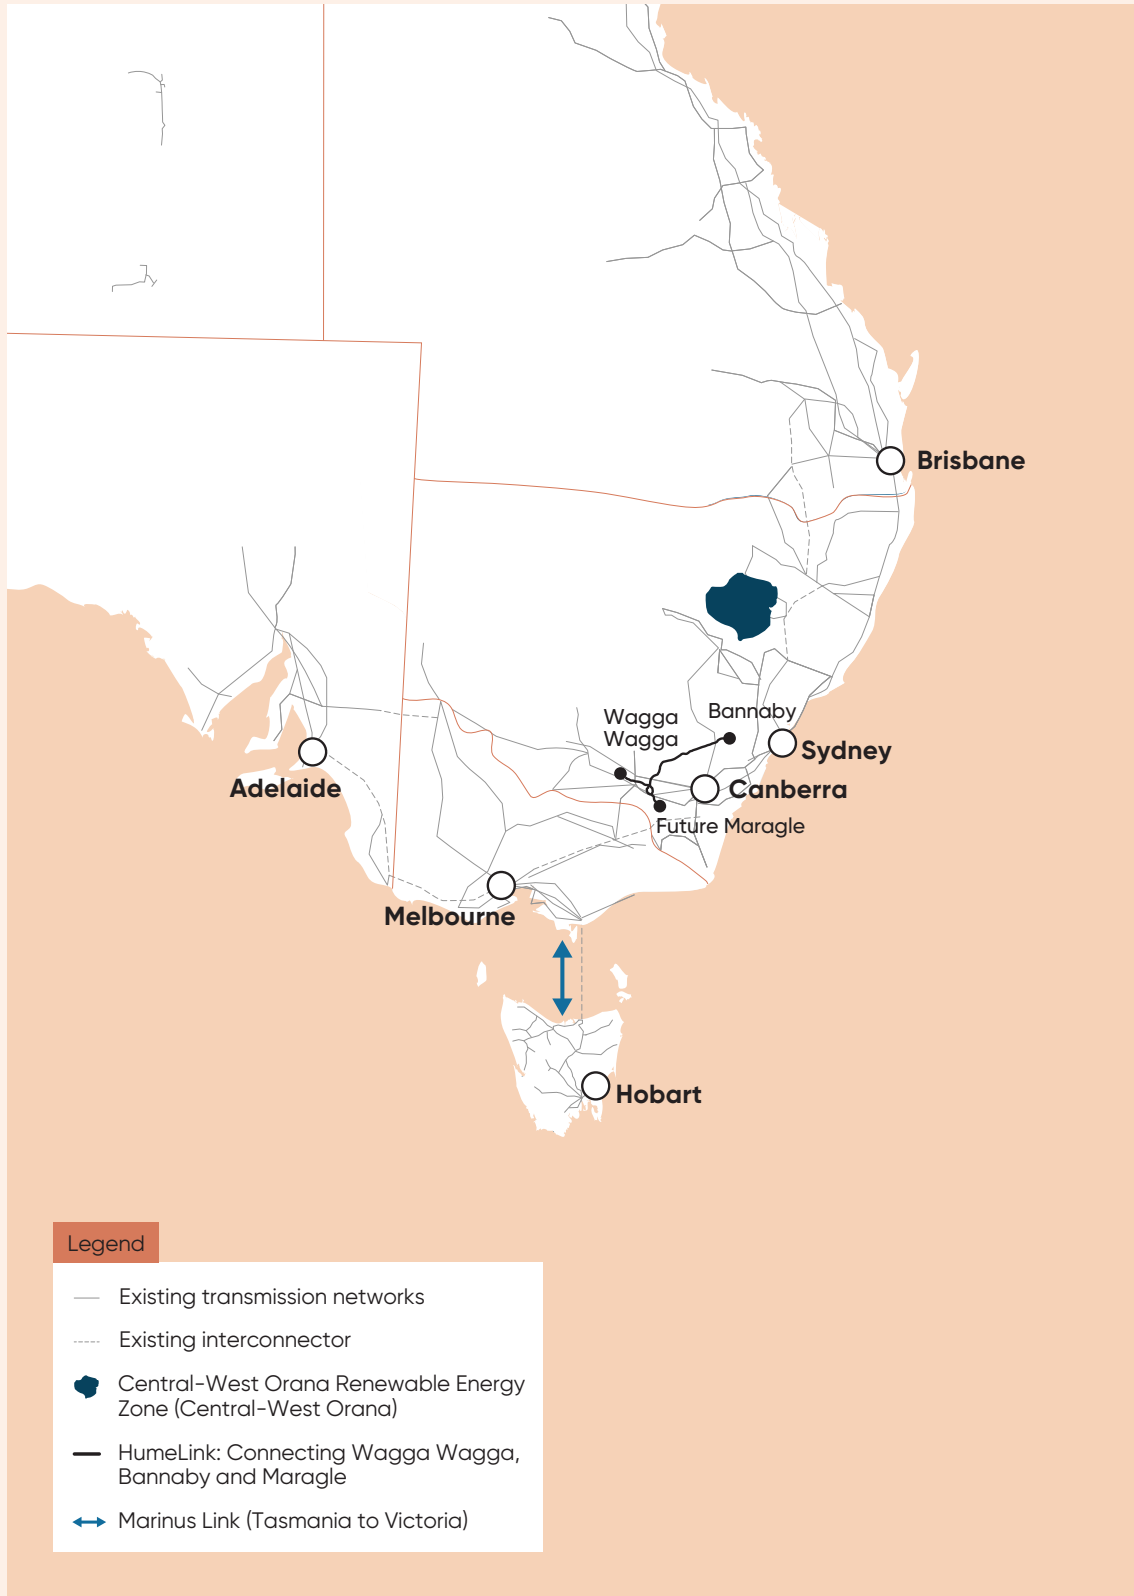 Brisbane
Wagga
Wagga
Bannaby
Sydney
Adelaide
Canberra
Future Maragle
Melbourne
Hobart
Legend
Existing transmission networks
Existing interconnector
Central-West Orana Renewable Energy
Zone (Central-West Orana)
HumeLink: Connecting Wagga Wagga,
Bannaby and Maragle
Marinus Link (Tasmania to Victoria)